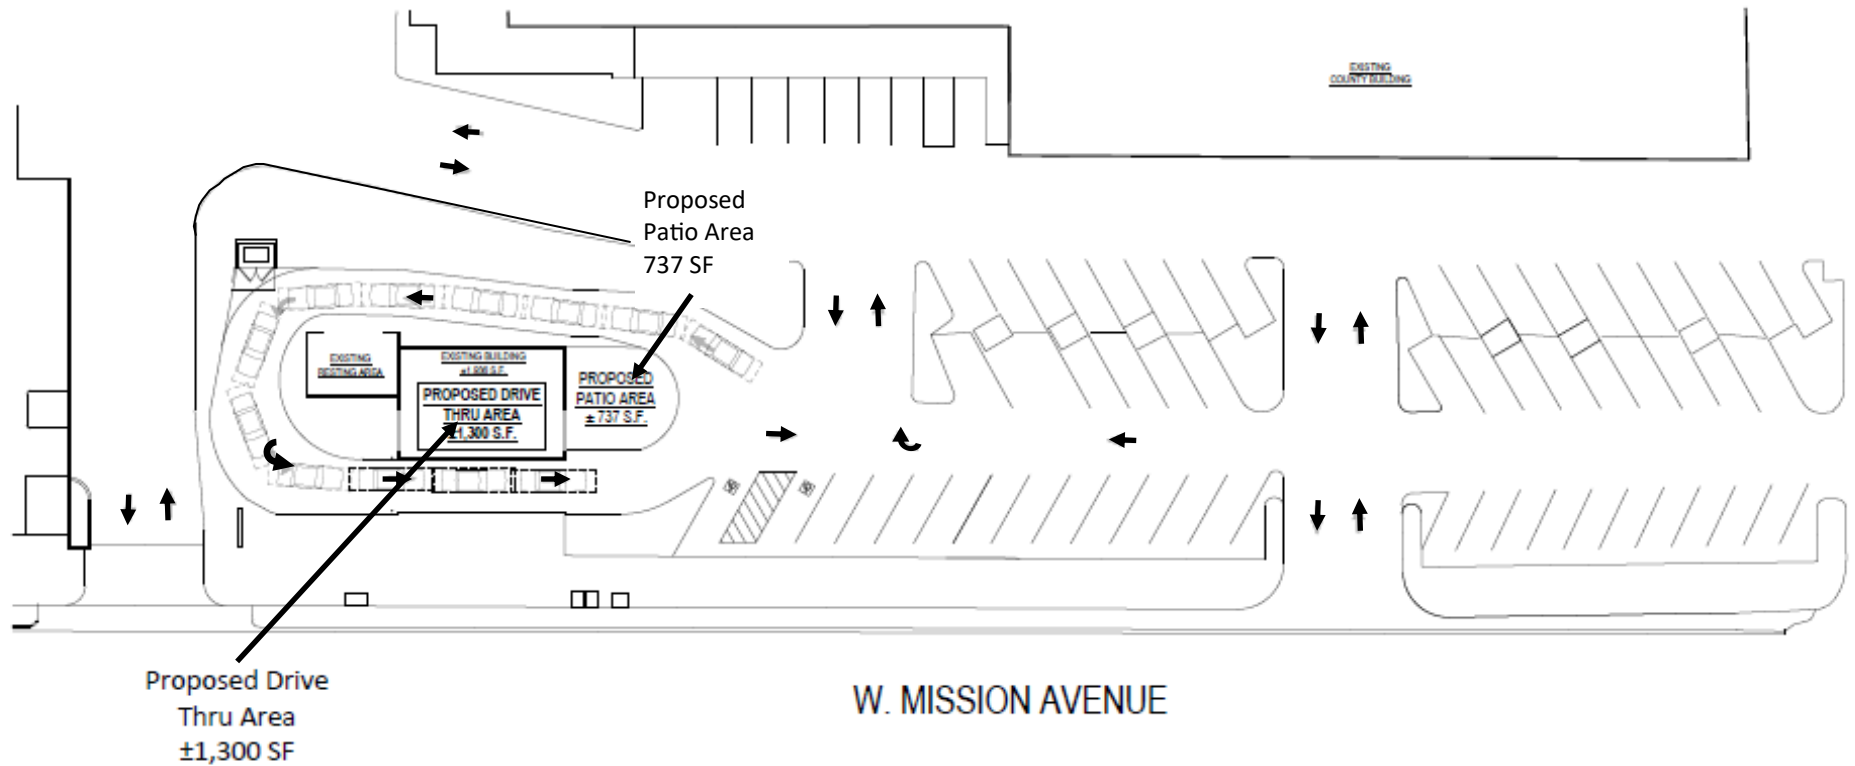 EXISTING
COUNTY BUILDING
Proposed
Patio Area
737 SF
EXISTING
RESTING AREA
EXISTING BUILDING
S.F.
PROPOSED DRIVE
THRU AREA
±1,300 S.F.
PROPOSED
PATIO AREA
± 737 S.F.
Proposed Drive
Thru Area
±1,300 SF
W. MISSION AVENUE